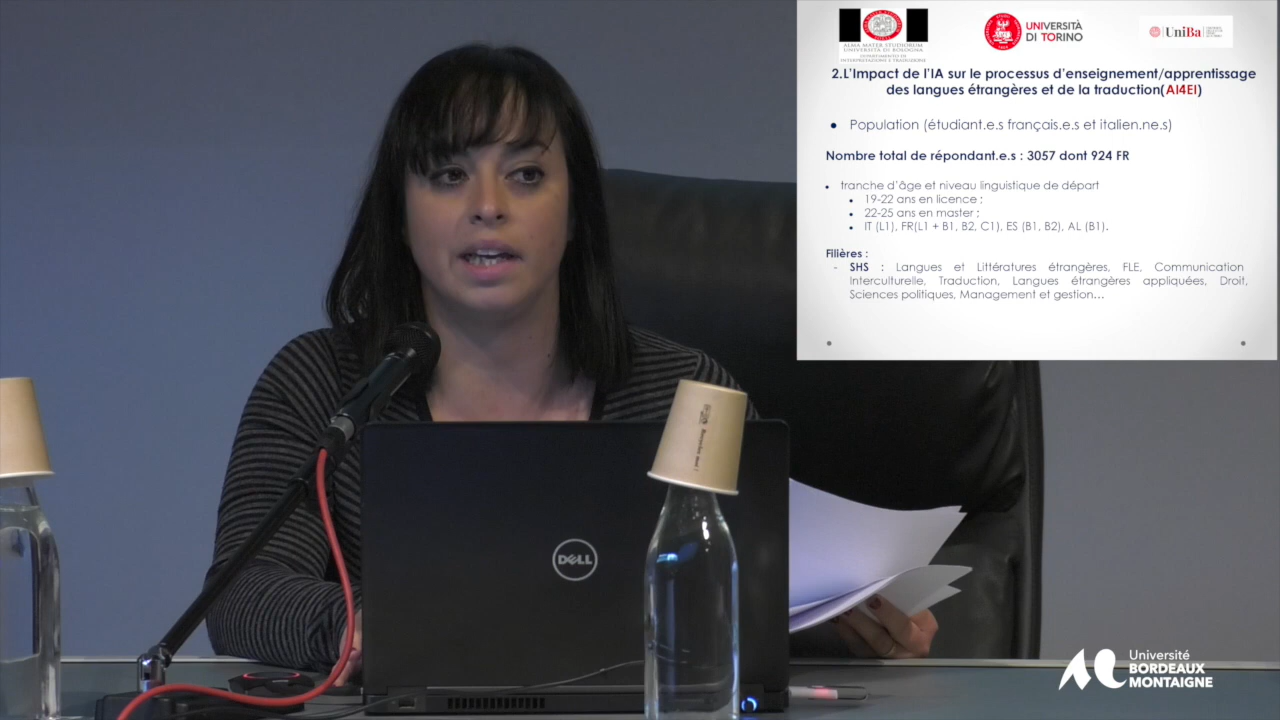 ALMA MATER STUDIORUM
UNIVERSITÀ DI BOLOGNA
DIPARTIMENTO DI
INTERPRETAZIONE E TRADUZIONE
UNIVERSITÀ
DI TORINO
UniBa
2.L'Impact de l'IA sur le processus d'enseignement/apprentissage
des langues étrangères et de la traduction(AI4EI)
● Population (étudiant.e.s français.e.s et italien.ne.s)
Nombre total de répondant.e.s : 3057 dont 924 FR
• tranche d'âge et niveau linguistique de départ
• 19-22 ans en licence ;
• 22-25 ans en master ;
• IT (L1), FR(L1 + B1, B2, C1), ES (B1, B2), AL (B1).
Filières :
- SHS : Langues et Littératures étrangères, FLE, Communication
Interculturelle, Traduction, Langues étrangères appliquées, Droit,
Sciences politiques, Management et gestion...
DELL
Université
BORDEAUX
MONTAIGNE